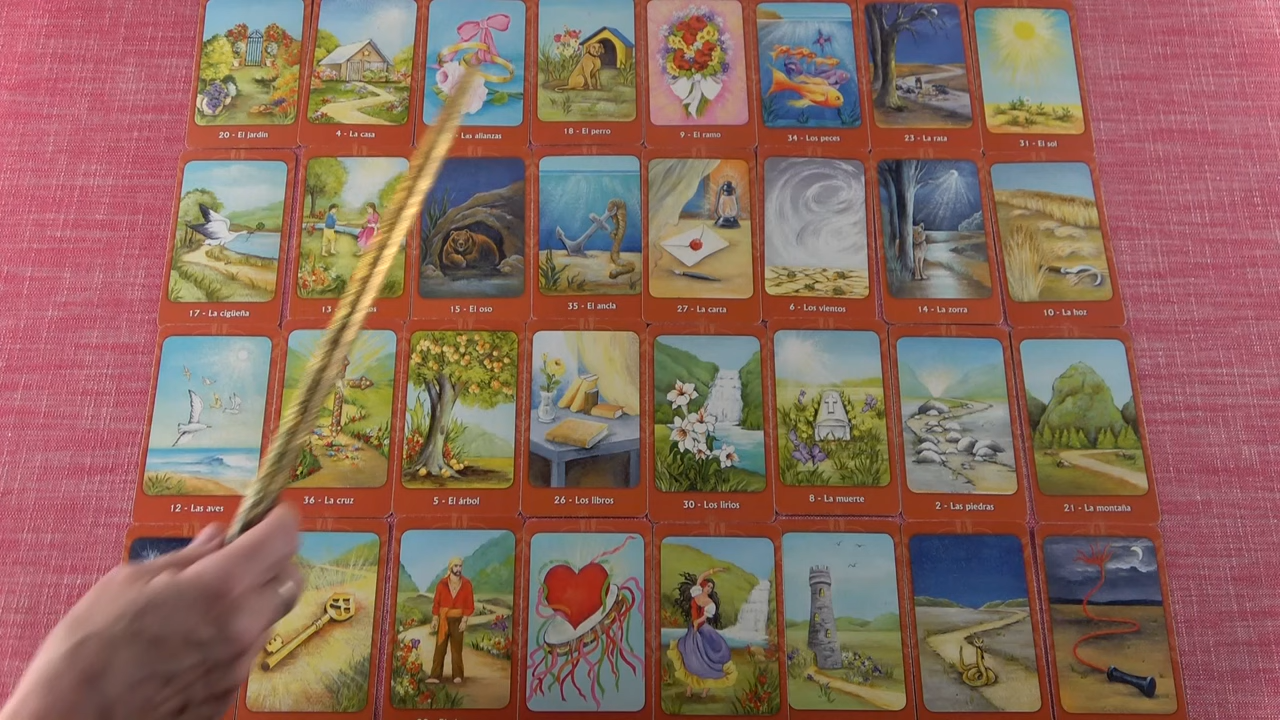 20 - El jardín
4 - La casa
Las alianzas
18 - El perro
9 - El ramo
34 - Los peces
23 - La rata
31 - El sol
17 - La cigüeña
13
15 - El oso
35 - El ancla
27 - La carta
6 - Los vientos
14 - La zorra
10 - La hoz
12 - Las aves
36 - La cruz
5 - El árbol
26 - Los libros
30 - Los lirios
8 - La muerte
2 - Las piedras
21 - La montaña